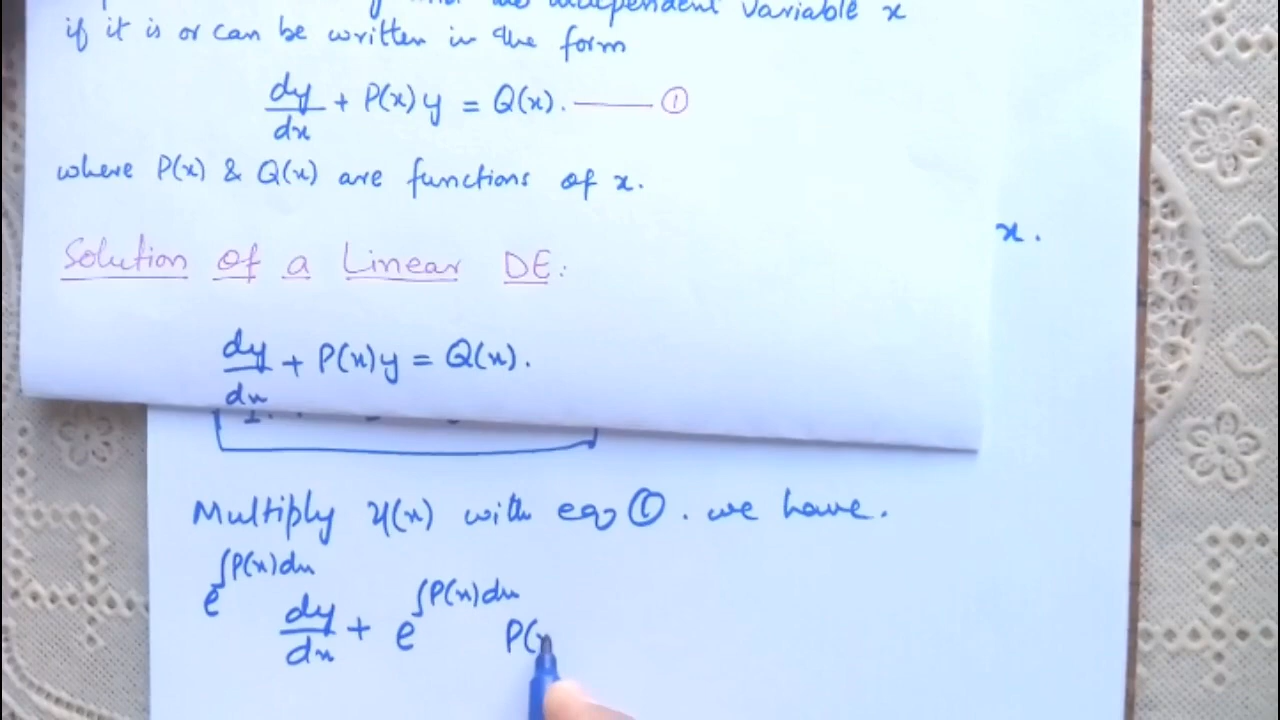 independent variable x
if it is or can be written in the form
dy/dx + P(x)y = Q(x). ——— ①
where P(x) & Q(x) are functions of x.
x.
Solution of a Linear DE:
dy/dx + P(x)y = Q(x).
Multiply μ(x) with eq ①. we have.
e^∫P(x)dx dy/dx + e^∫P(x)dx P(x